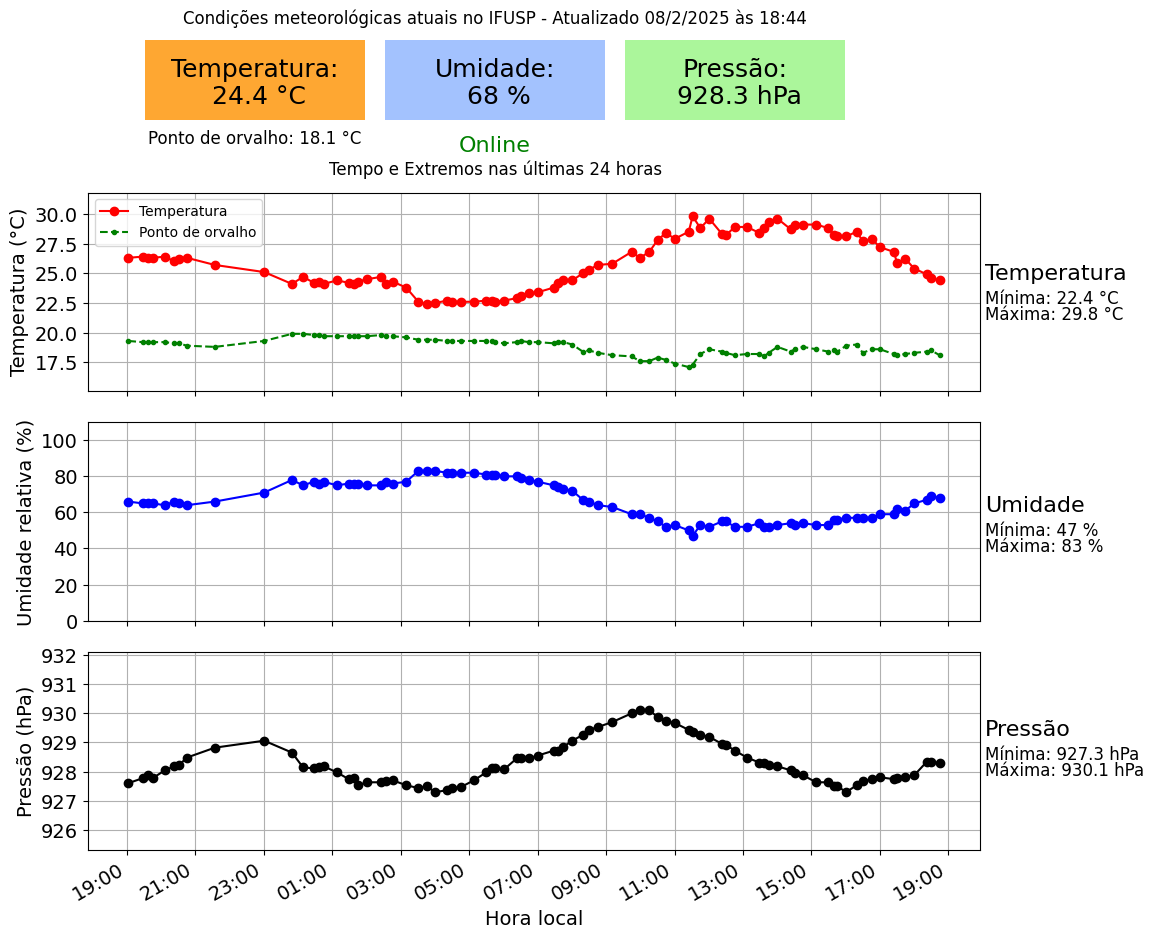 Condições meteorológicas atuais no IFUSP - Atualizado 08/2/2025 às 18:44
Temperatura:
24.4 °C
Umidade:
68 %
Pressão:
928.3 hPa
Ponto de orvalho: 18.1 °C
Online
Tempo e Extremos nas últimas 24 horas
Temperatura (°C)
30.0
27.5
25.0
22.5
20.0
17.5
Temperatura
Ponto de orvalho
Temperatura
Mínima: 22.4 °C
Máxima: 29.8 °C
Umidade relativa (%)
100
80
60
40
20
0
Umidade
Mínima: 47 %
Máxima: 83 %
Pressão (hPa)
932
931
930
929
928
927
926
Pressão
Mínima: 927.3 hPa
Máxima: 930.1 hPa
19:00 21:00 23:00 01:00 03:00 05:00 07:00 09:00 11:00 13:00 15:00 17:00 19:00
Hora local